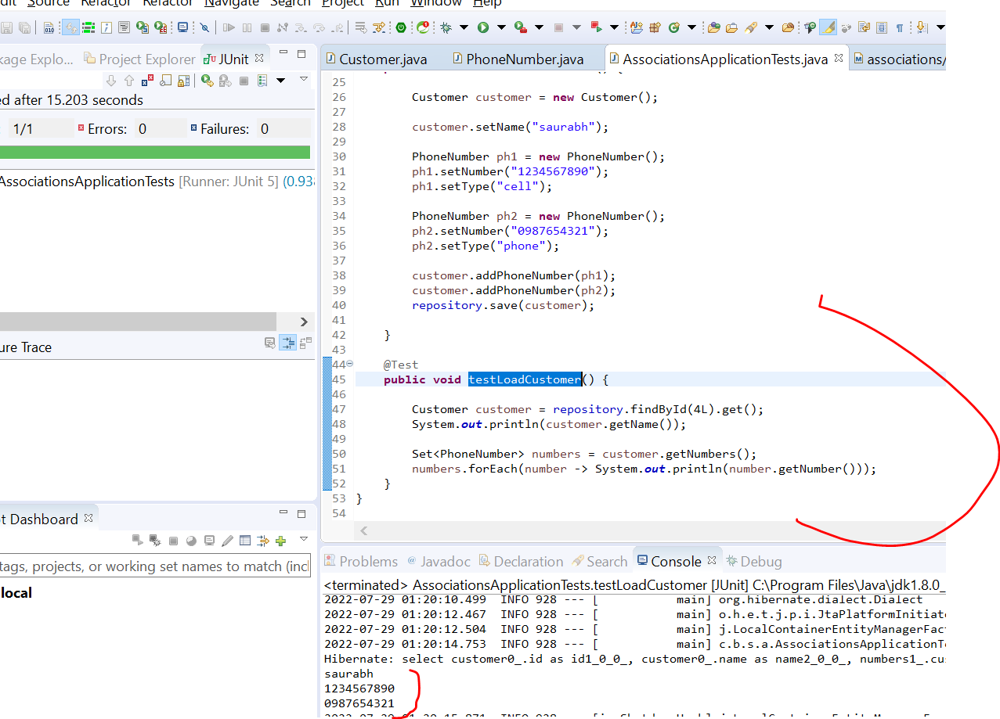 Source Refactor Refactor Navigate Search Project Run Window Help
Project Explorer JUnit
Customer.java PhoneNumber.java AssociationsApplicationTests.java associations/
after 15.203 seconds
1/1 Errors: 0 Failures: 0
AssociationsApplicationTests [Runner: JUnit 5] (0.93
Trace
25
26 Customer customer = new Customer();
27
28 customer.setName("saurabh");
29
30 PhoneNumber ph1 = new PhoneNumber();
31 ph1.setNumber("1234567890");
32 ph1.setType("cell");
33
34 PhoneNumber ph2 = new PhoneNumber();
35 ph2.setNumber("0987654321");
36 ph2.setType("phone");
37
38 customer.addPhoneNumber(ph1);
39 customer.addPhoneNumber(ph2);
40 repository.save(customer);
41
42 }
43
44 @Test
45 public void testLoadCustomer() {
46
47 Customer customer = repository.findById(4L).get();
48 System.out.println(customer.getName());
49
50 Set<PhoneNumber> numbers = customer.getNumbers();
51 numbers.forEach(number -> System.out.println(number.getNumber()));
52 }
53 }
54
Dashboard
tags, projects, or working set names to match (incl
local
Problems Javadoc Declaration Search Console Debug
<terminated> AssociationsApplicationTests.testLoadCustomer [JUnit] C:\Program Files\Java\jdk1.8.0_
2022-07-29 01:20:10.499 INFO 928 --- [ main] org.hibernate.dialect.Dialect
2022-07-29 01:20:12.467 INFO 928 --- [ main] o.h.e.t.j.p.i.JtaPlatformInitiato
2022-07-29 01:20:12.504 INFO 928 --- [ main] j.LocalContainerEntityManagerFact
2022-07-29 01:20:14.753 INFO 928 --- [ main] c.b.s.a.AssociationsApplicationTe
Hibernate: select customer0_.id as id1_0_0_, customer0_.name as name2_0_0_, numbers1_.cus
saurabh
1234567890
0987654321